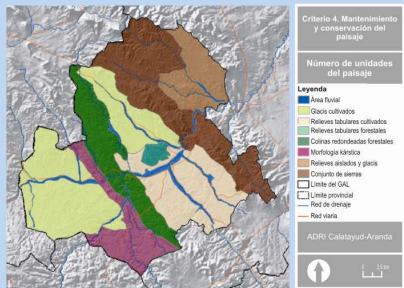 Criterio 4. Mantenimiento
y conservación del
paisaje
Número de unidades
del paisaje
Leyenda
Área fluvial
Glacis cultivados
Relieves tabulares cultivados
Relieves tabulares forestales
Colinas redondeadas forestales
Morfología kárstica
Relieves aislados y glacis
Conjunto de sierras
Límite del GAL
Límite provincial
Red de drenaje
Red viaria
ADRI Calatayud-Aranda